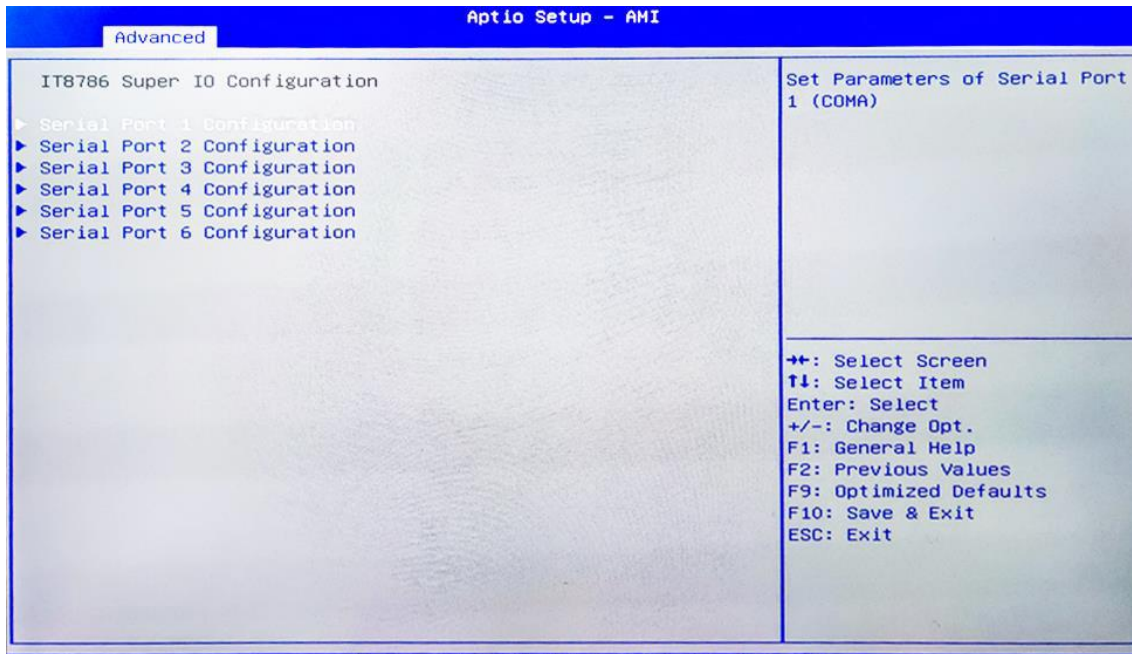 Aptio Setup – AMI
Advanced
IT8786 Super IO Configuration
► Serial Port 1 Configuration
► Serial Port 2 Configuration
► Serial Port 3 Configuration
► Serial Port 4 Configuration
► Serial Port 5 Configuration
► Serial Port 6 Configuration
Set Parameters of Serial Port
1 (COMA)
→←: Select Screen
↑↓: Select Item
Enter: Select
+/-: Change Opt.
F1: General Help
F2: Previous Values
F9: Optimized Defaults
F10: Save & Exit
ESC: Exit